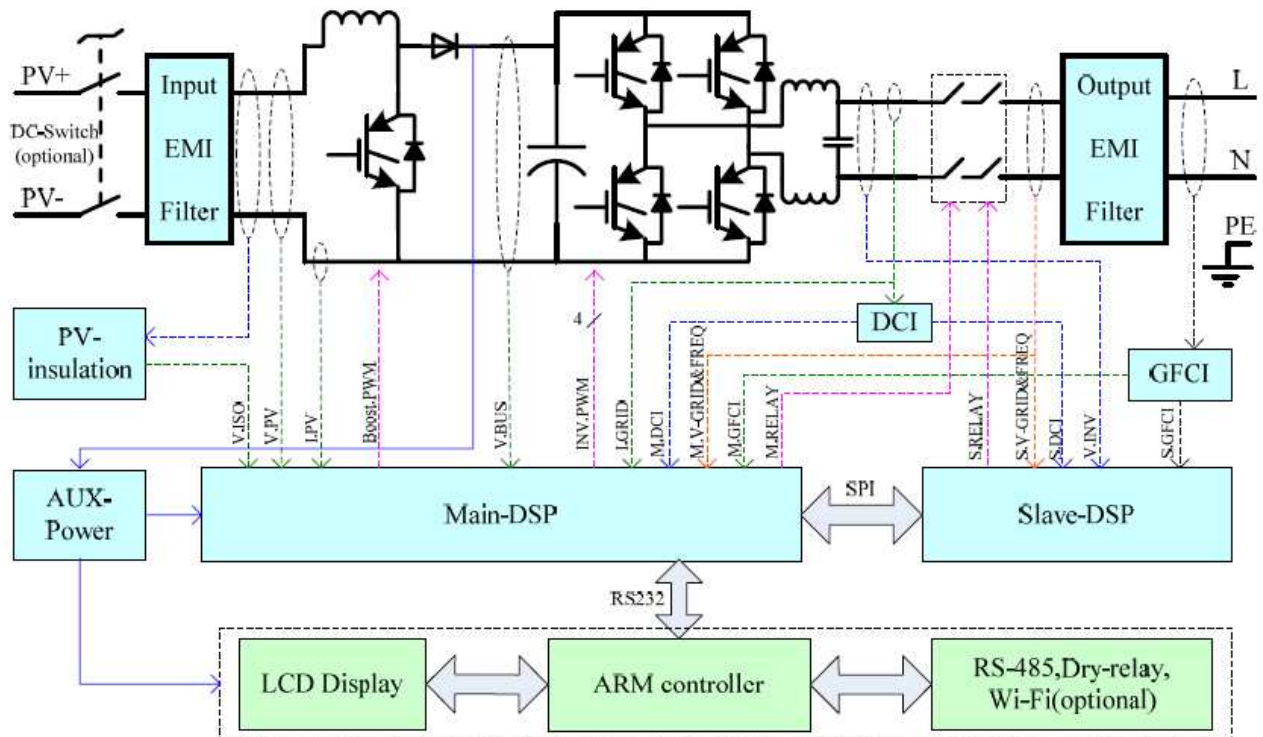 PV+
DC-Switch
(optional)
PV-
Input
EMI
Filter
Output
EMI
Filter
L
N
PE
PV-
insulation
V.ISO
V.PV
I.PV
Boost.PWM
V.BUS
4
INV.PWM
I.GRID
M.DCI
M.V-GRID&FREQ
M.GFCI
M.RELAY
DCI
S.RELAY
S.V-GRID&FREQ
S.DCI
V.INV
GFCI
S.GFCI
AUX-
Power
Main-DSP
SPI
Slave-DSP
RS232
LCD Display
ARM controller
RS-485,Dry-relay,
Wi-Fi(optional)